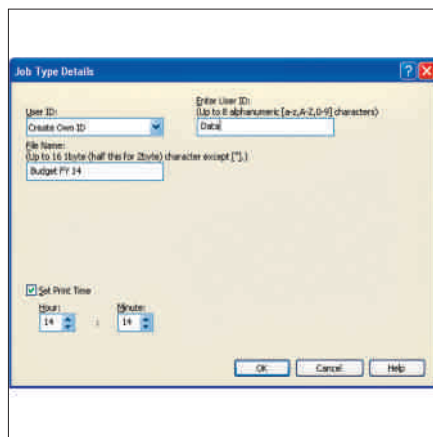 Job Type Details
Enter User ID:
User ID:
(Up to 8 alphanumeric [a-z,A-Z,0-9] characters)
Create Own ID
Data
File Name:
(Up to 16 1byte (half this for 2byte) character except ["],)
Budget FY 14
Set Print Time
Hour:
Minute:
14 : 14
OK
Cancel
Help